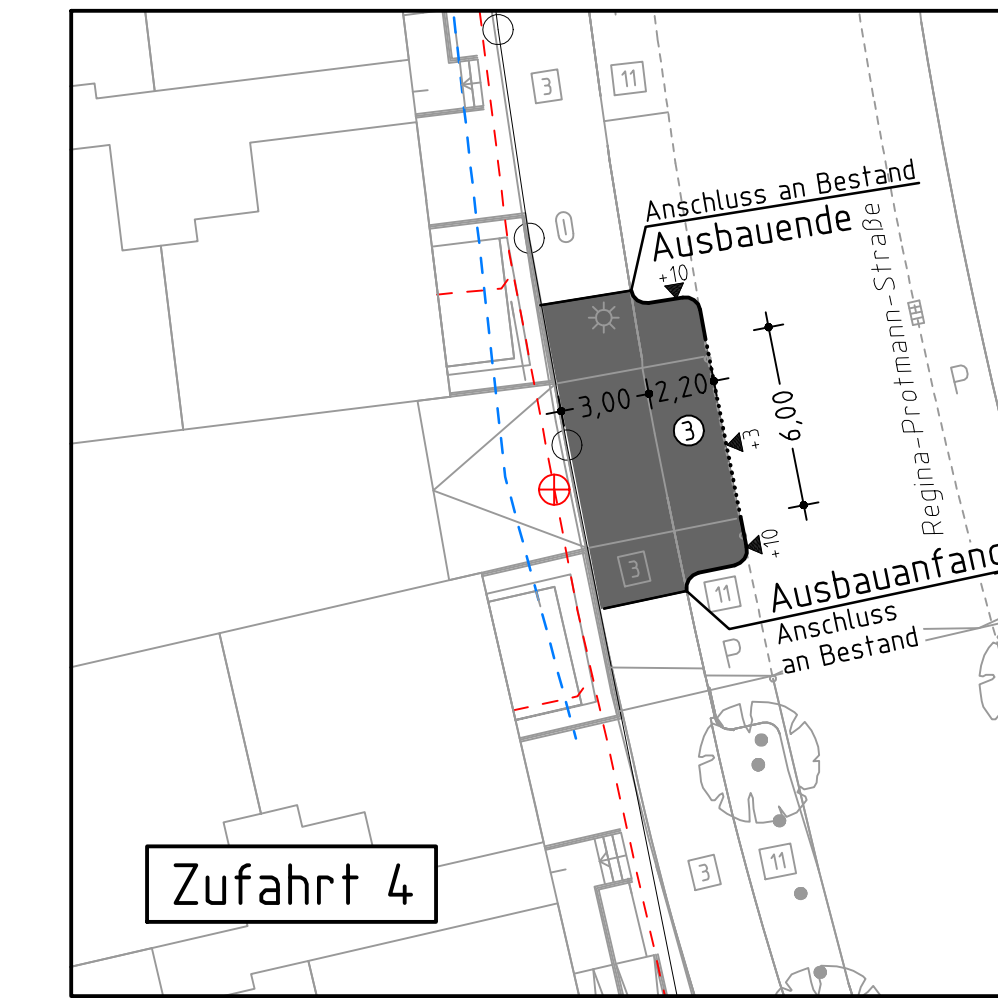 3
11
Anschluss an Bestand
Ausbauende
+10
Regina-Protmann-Straße
P
3,00
2,20
6,00
3
+3
+10
3
11
Ausbauanfang
Anschluss
an Bestand
P
3
11
Zufahrt 4